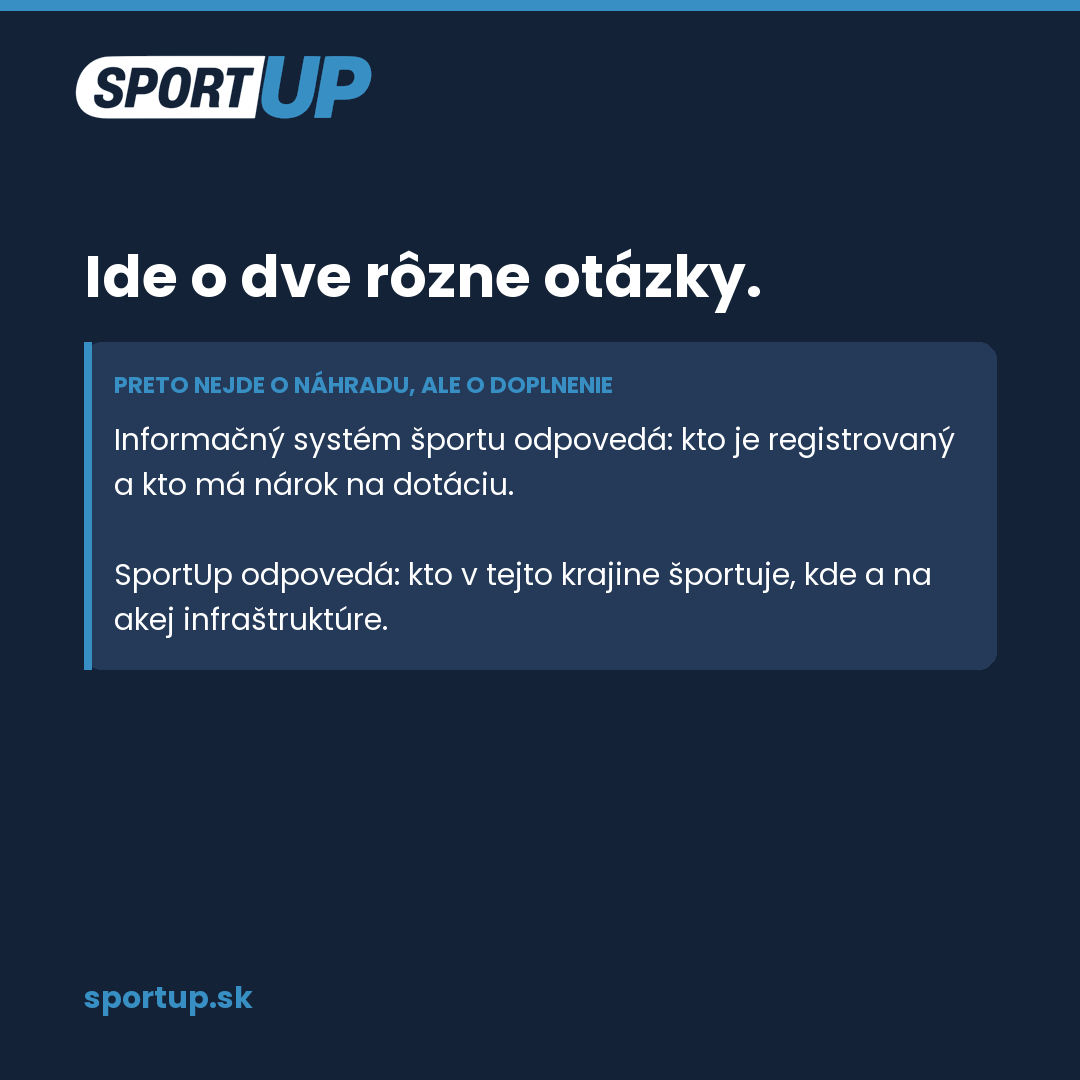 SPORTUP
Ide o dve rôzne otázky.
PRETO NEJDE O NÁHRADU, ALE O DOPLNENIE
Informačný systém športu odpovedá: kto je registrovaný
a kto má nárok na dotáciu.
SportUp odpovedá: kto v tejto krajine športuje, kde a na
akej infraštruktúre.
sportup.sk